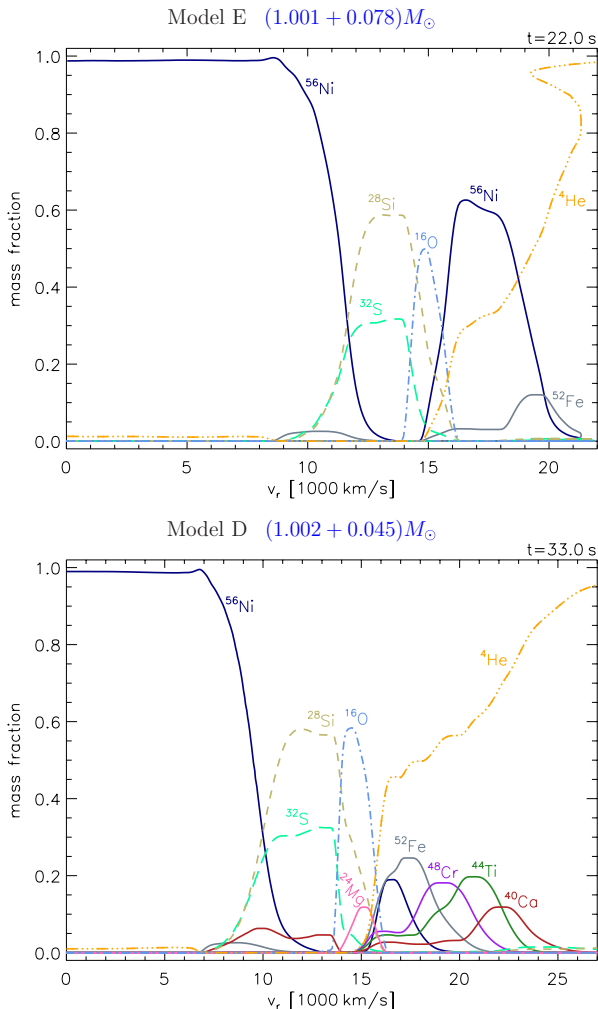 Model E (1.001 + 0.078)M☉
t=22.0 s
1.0
0.8
0.6
0.4
0.2
0.0
mass fraction
⁵⁶Ni
²⁸Si
³²S
¹⁶O
⁵⁶Ni
⁴He
⁵²Fe
0 5 10 15 20
v_r [1000 km/s]
Model D (1.002 + 0.045)M☉
t=33.0 s
1.0
0.8
0.6
0.4
0.2
0.0
mass fraction
⁵⁶Ni
²⁸Si
¹⁶O
³²S
²⁴Mg
⁵²Fe
⁴⁸Cr
⁴⁴Ti
⁴⁰Ca
⁴He
0 5 10 15 20 25
v_r [1000 km/s]